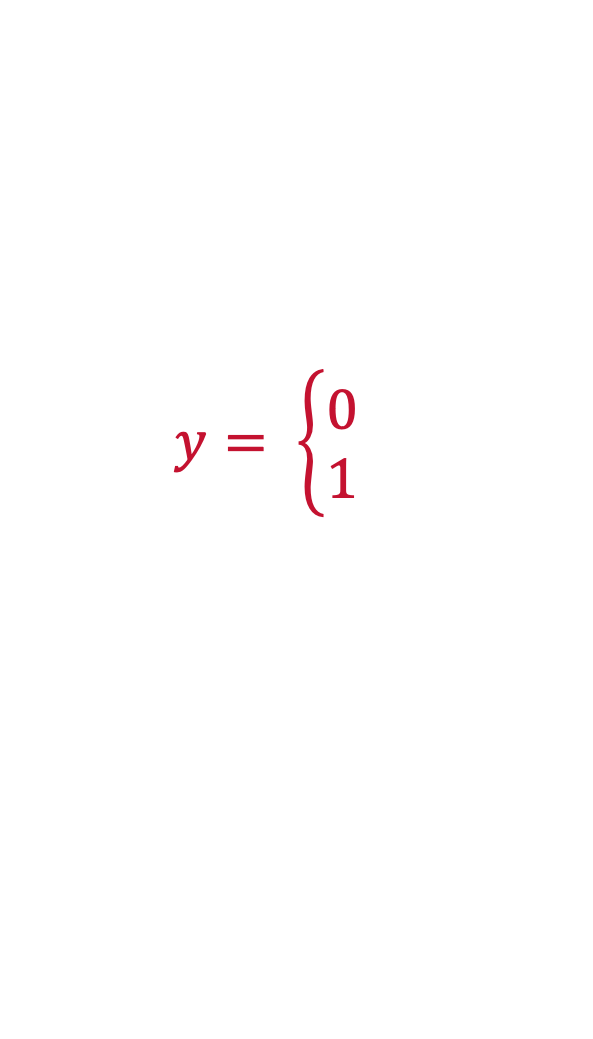 y = { 0
1